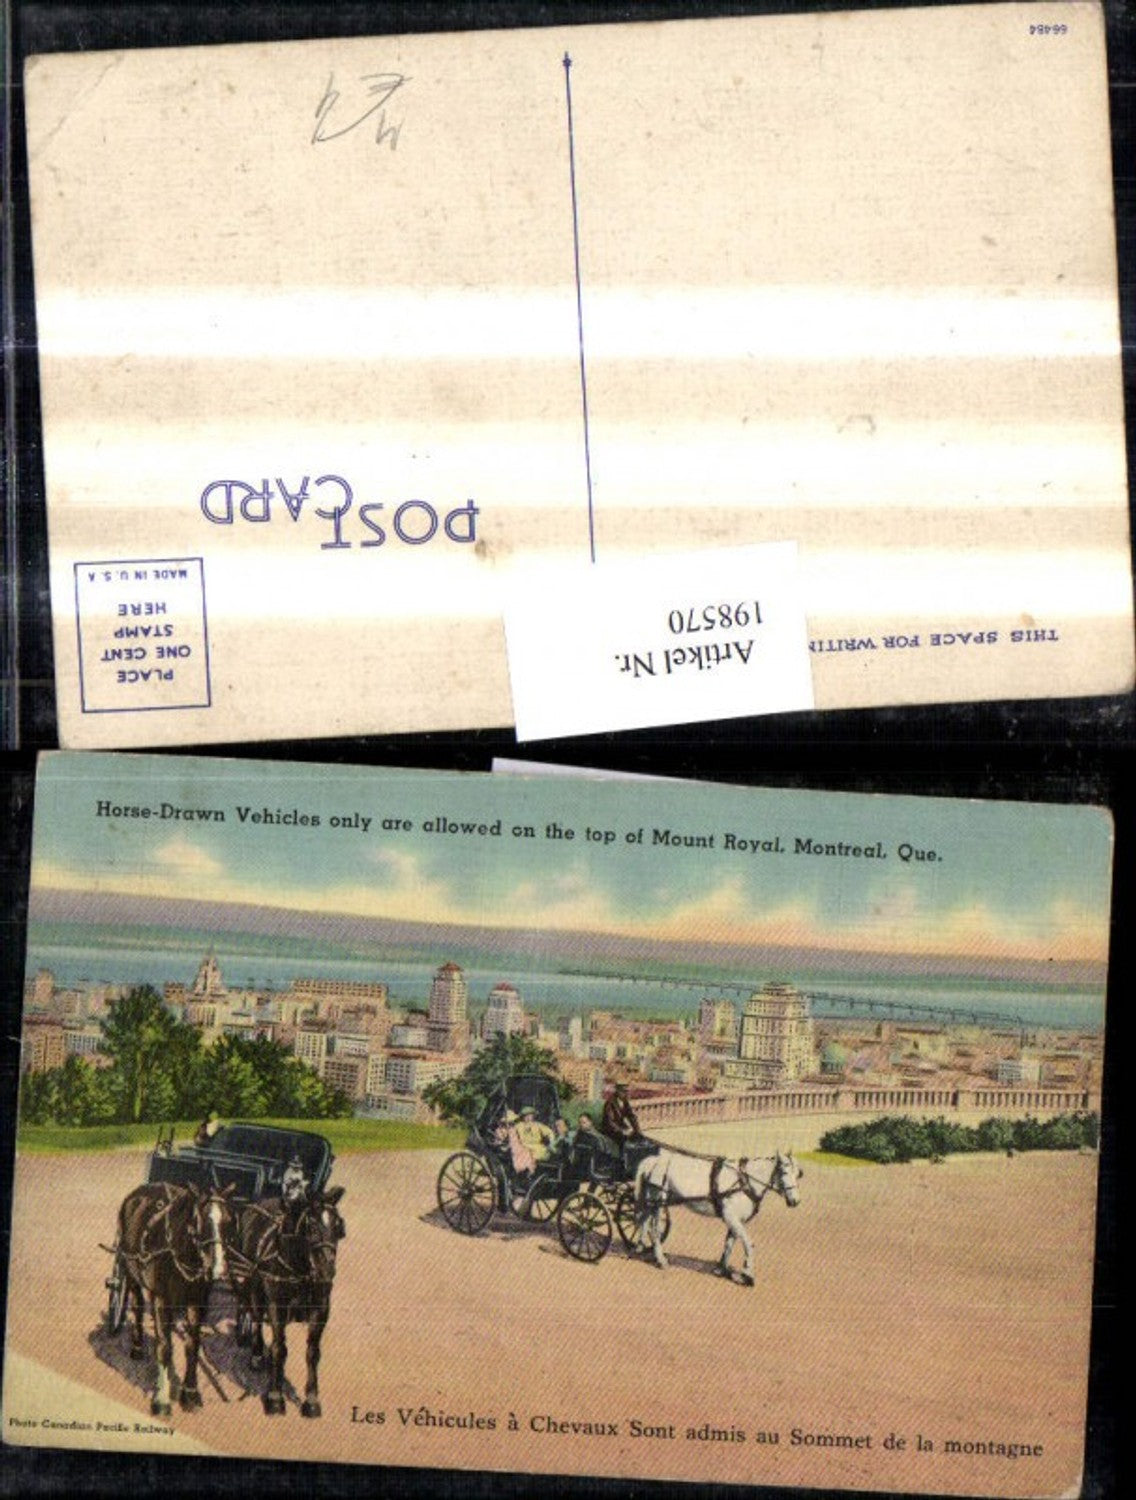 66484
POST CARD
MADE IN U. S. A
PLACE
ONE CENT
STAMP
HERE
THIS SPACE FOR WRITIN
Artikel Nr.
198570
Horse-Drawn Vehicles only are allowed on the top of Mount Royal, Montreal, Que.
Les Véhicules à Chevaux Sont admis au Sommet de la montagne
Photo Canadian Pacific Railway